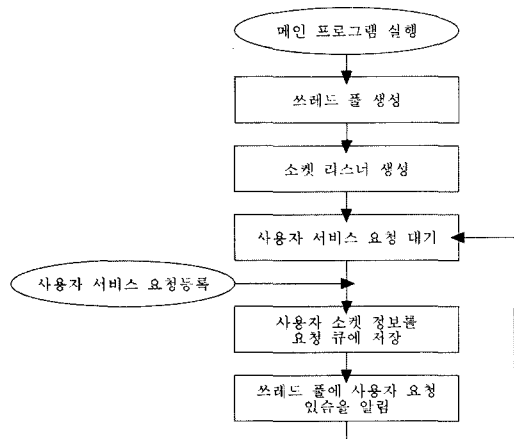 메인 프로그램 실행
쓰레드 풀 생성
소켓 리스너 생성
사용자 서비스 요청 대기
사용자 서비스 요청등록
사용자 소켓 정보를
요청 큐에 저장
쓰레드 풀에 사용자 요청
있음을 알림